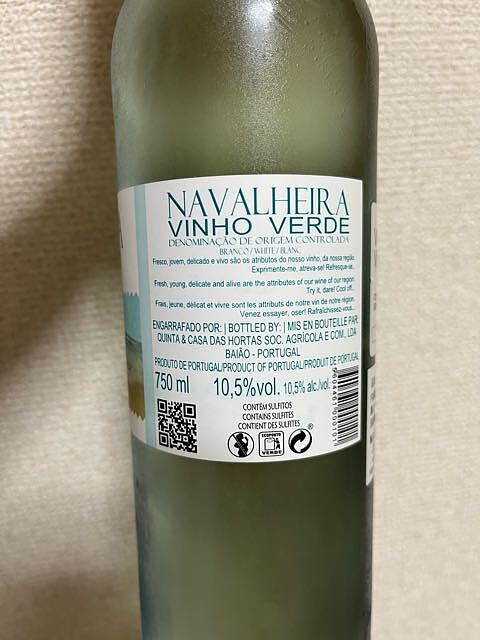 NAVALHEIRA
VINHO VERDE
DENOMINAÇÃO DE ORIGEM CONTROLADA
BRANCO / WHITE / BLANC
Fresco, jovem, delicado e vivo são os atributos do nosso vinho, da nossa região.
Exprimente-me, atreva-se! Refresque-se...
Fresh, young, delicate and alive are the attributes of our wine of our region.
Try it, dare! Cool off...
Frais, jeune, délicat et vivre sont les attributs de notre vin de notre région.
Venez essayer, oser! Rafraîchissez-vous...
ENGARRAFADO POR: | BOTTLED BY: | MIS EN BOUTEILLE PAR:
QUINTA & CASA DAS HORTAS SOC. AGRÍCOLA E COM., LDA
BAIÃO - PORTUGAL
PRODUTO DE PORTUGAL/PRODUCT OF PORTUGAL/PRODUIT DE PORTUGAL
750 ml 10,5%vol. 10,5% alc./vol.
CONTÉM SULFITOS
CONTAINS SULFITES
CONTIENT DES SULFITES
ECOPONTO
VERDE
®